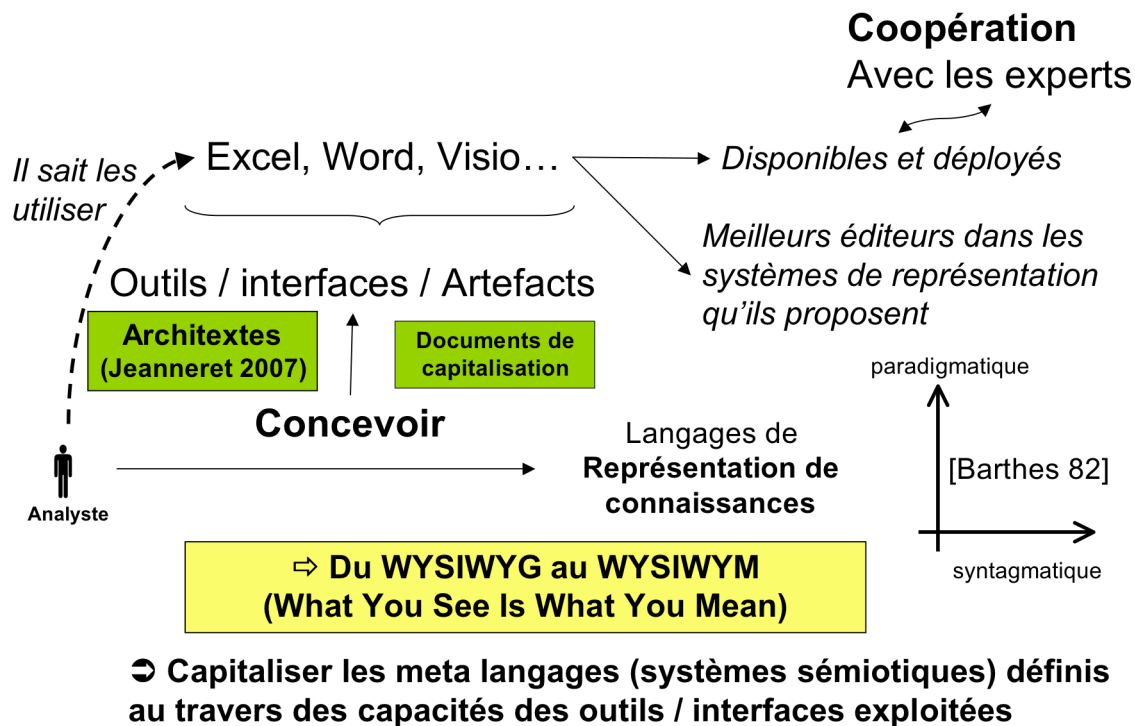 Coopération
Avec les experts
Il sait les
utiliser
Excel, Word, Visio…
Disponibles et déployés
Meilleurs éditeurs dans les
systèmes de représentation
qu'ils proposent
Outils / interfaces / Artefacts
Architextes
(Jeanneret 2007)
Documents de
capitalisation
Concevoir
Analyste
Langages de
Représentation de
connaissances
paradigmatique
[Barthes 82]
syntagmatique
⇨ Du WYSIWYG au WYSIWYM
(What You See Is What You Mean)
➲ Capitaliser les meta langages (systèmes sémiotiques) définis
au travers des capacités des outils / interfaces exploitées